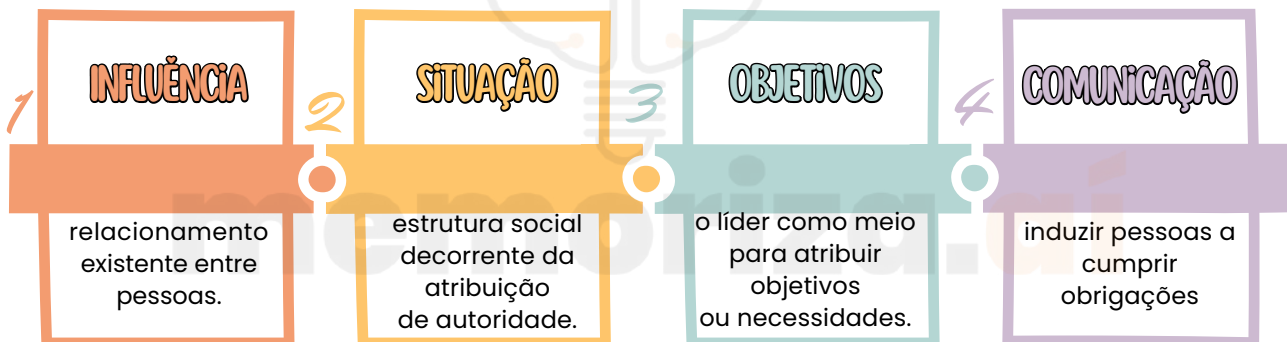 1
INFLUÊNCIA
relacionamento
existente entre
pessoas.
2
SITUAÇÃO
estrutura social
decorrente da
atribuição
de autoridade.
3
OBJETIVOS
o líder como meio
para atribuir
objetivos
ou necessidades.
4
COMUNICAÇÃO
induzir pessoas a
cumprir
obrigações
memoriza.aí